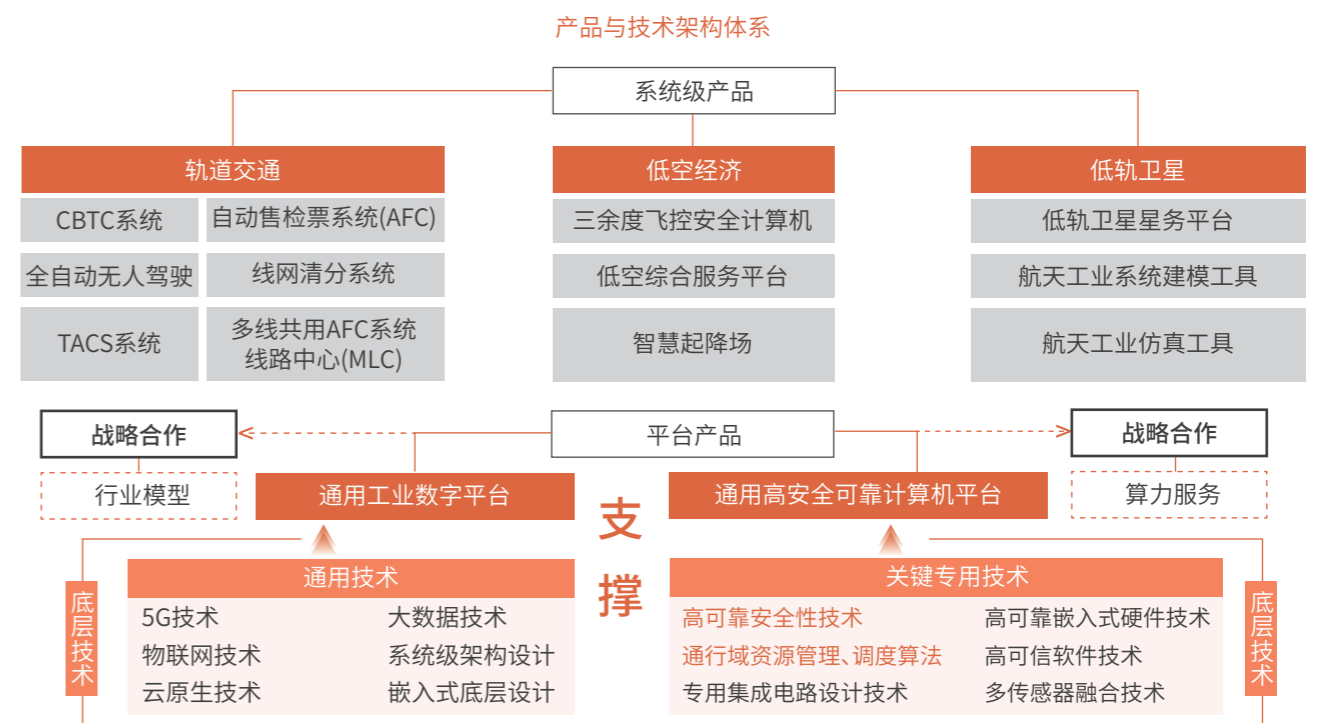 产品与技术架构体系
系统级产品
轨道交通
低空经济
低轨卫星
CBTC系统
自动售检票系统(AFC)
三余度飞控安全计算机
低轨卫星星务平台
全自动无人驾驶
线网清分系统
低空综合服务平台
航天工业系统建模工具
TACS系统
多线共用AFC系统
线路中心(MLC)
智慧起降场
航天工业仿真工具
战略合作
平台产品
战略合作
行业模型
通用工业数字平台
通用高安全可靠计算机平台
算力服务
支
撑
底层技术
通用技术
5G技术
大数据技术
物联网技术
系统级架构设计
云原生技术
嵌入式底层设计
关键专用技术
高可靠安全性技术
高可靠嵌入式硬件技术
通行域资源管理、调度算法
高可信软件技术
专用集成电路设计技术
多传感器融合技术
底层技术